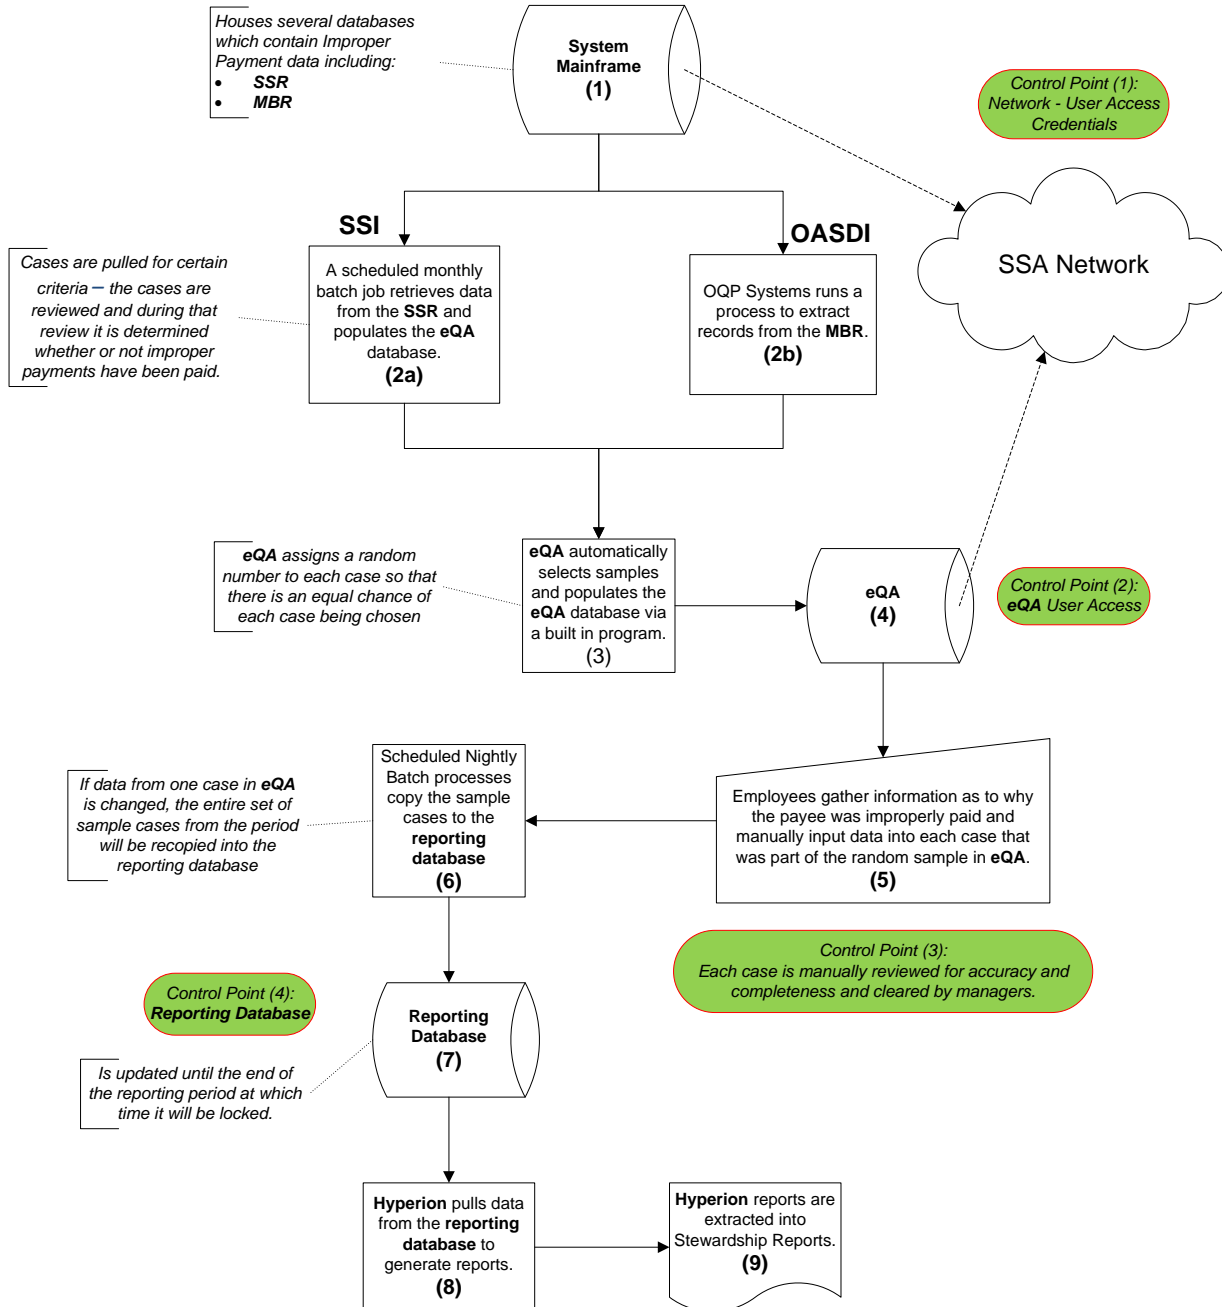 Houses several databases
which contain Improper
Payment data including:
• SSR
• MBR
System
Mainframe
(1)
Control Point (1):
Network - User Access
Credentials
SSA Network
SSI
OASDI
Cases are pulled for certain
criteria – the cases are
reviewed and during that
review it is determined
whether or not improper
payments have been paid.
A scheduled monthly
batch job retrieves data
from the SSR and
populates the eQA
database.
(2a)
OQP Systems runs a
process to extract
records from the MBR.
(2b)
eQA assigns a random
number to each case so that
there is an equal chance of
each case being chosen
eQA automatically
selects samples
and populates the
eQA database via
a built in program.
(3)
eQA
(4)
Control Point (2):
eQA User Access
If data from one case in eQA
is changed, the entire set of
sample cases from the period
will be recopied into the
reporting database
Scheduled Nightly
Batch processes
copy the sample
cases to the
reporting
database
(6)
Employees gather information as to why
the payee was improperly paid and
manually input data into each case that
was part of the random sample in eQA.
(5)
Control Point (3):
Each case is manually reviewed for accuracy and
completeness and cleared by managers.
Control Point (4):
Reporting Database
Reporting
Database
(7)
Is updated until the end of
the reporting period at which
time it will be locked.
Hyperion pulls data
from the reporting
database to
generate reports.
(8)
Hyperion reports are
extracted into
Stewardship Reports.
(9)